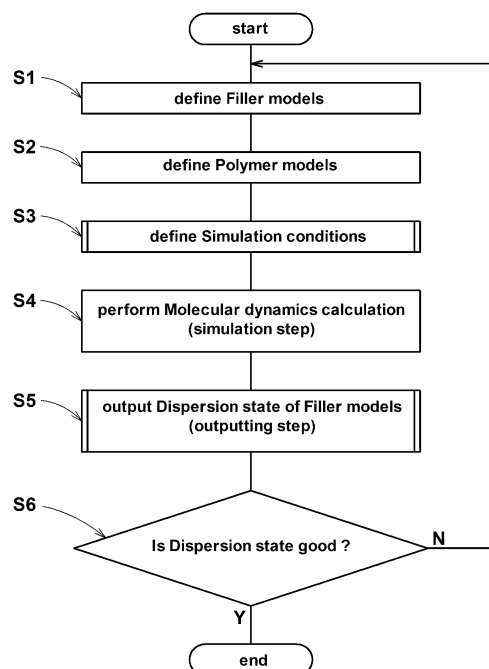 start
S1
define Filler models
S2
define Polymer models
S3
define Simulation conditions
S4
perform Molecular dynamics calculation
(simulation step)
S5
output Dispersion state of Filler models
(outputting step)
S6
Is Dispersion state good ?
N
Y
end